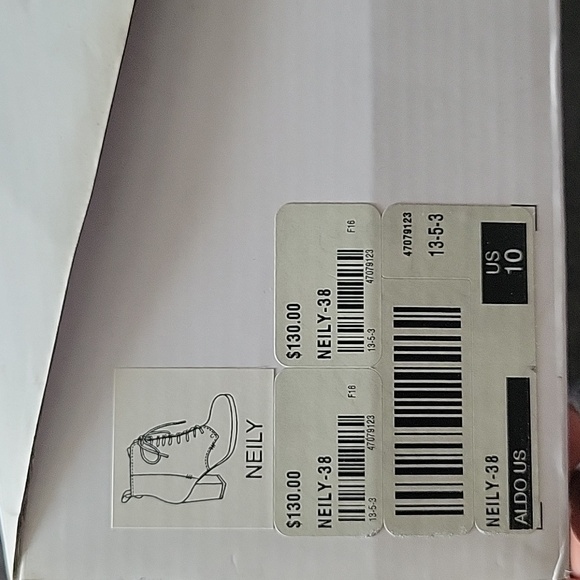 NEILY
$130.00
NEILY-38
F16
13-5-3
47079123
$130.00
NEILY-38
F16
13-5-3
47079123
47079123
13-5-3
NEILY-38
ALDO US
US
10